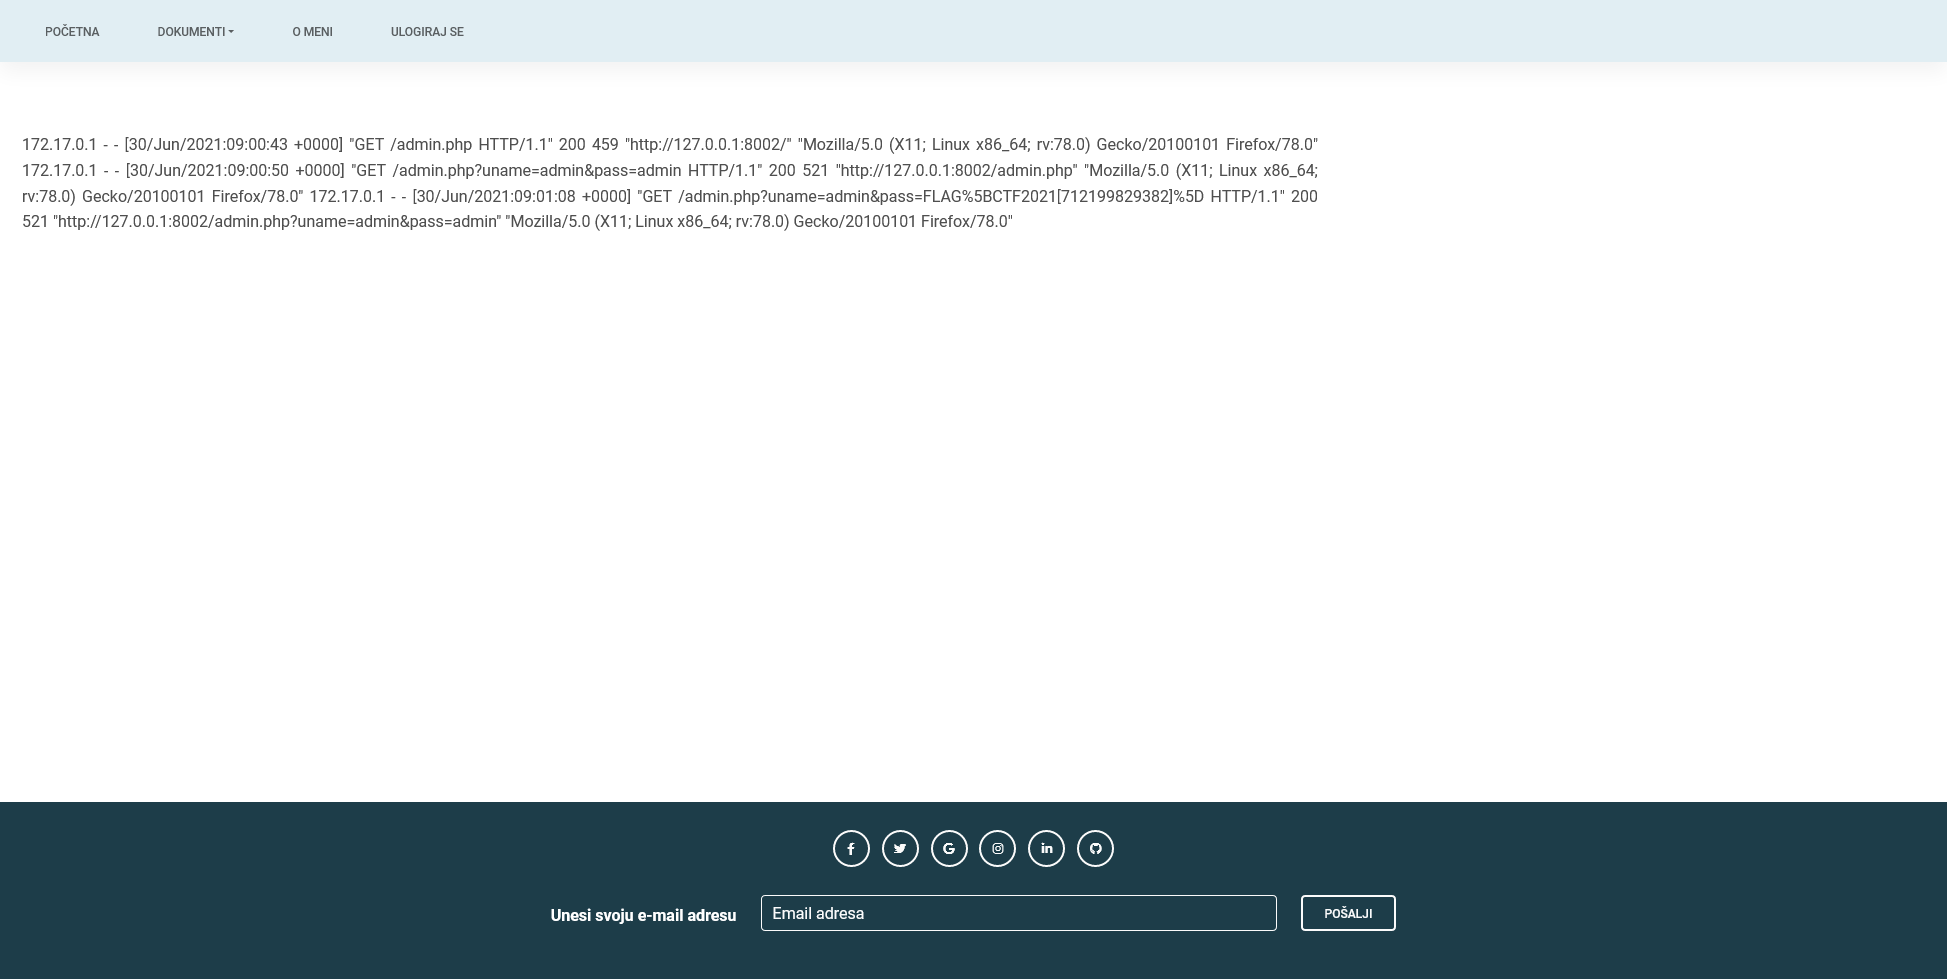 POČETNA DOKUMENTI O MENI ULOGIRAJ SE
172.17.0.1 - - [30/Jun/2021:09:00:43 +0000] "GET /admin.php HTTP/1.1" 200 459 "http://127.0.0.1:8002/" "Mozilla/5.0 (X11; Linux x86_64; rv:78.0) Gecko/20100101 Firefox/78.0"
172.17.0.1 - - [30/Jun/2021:09:00:50 +0000] "GET /admin.php?uname=admin&pass=admin HTTP/1.1" 200 521 "http://127.0.0.1:8002/admin.php" "Mozilla/5.0 (X11; Linux x86_64;
rv:78.0) Gecko/20100101 Firefox/78.0" 172.17.0.1 - - [30/Jun/2021:09:01:08 +0000] "GET /admin.php?uname=admin&pass=FLAG%5BCTF2021[712199829382]%5D HTTP/1.1" 200
521 "http://127.0.0.1:8002/admin.php?uname=admin&pass=admin" "Mozilla/5.0 (X11; Linux x86_64; rv:78.0) Gecko/20100101 Firefox/78.0"
Unesi svoju e-mail adresu Email adresa POŠALJI